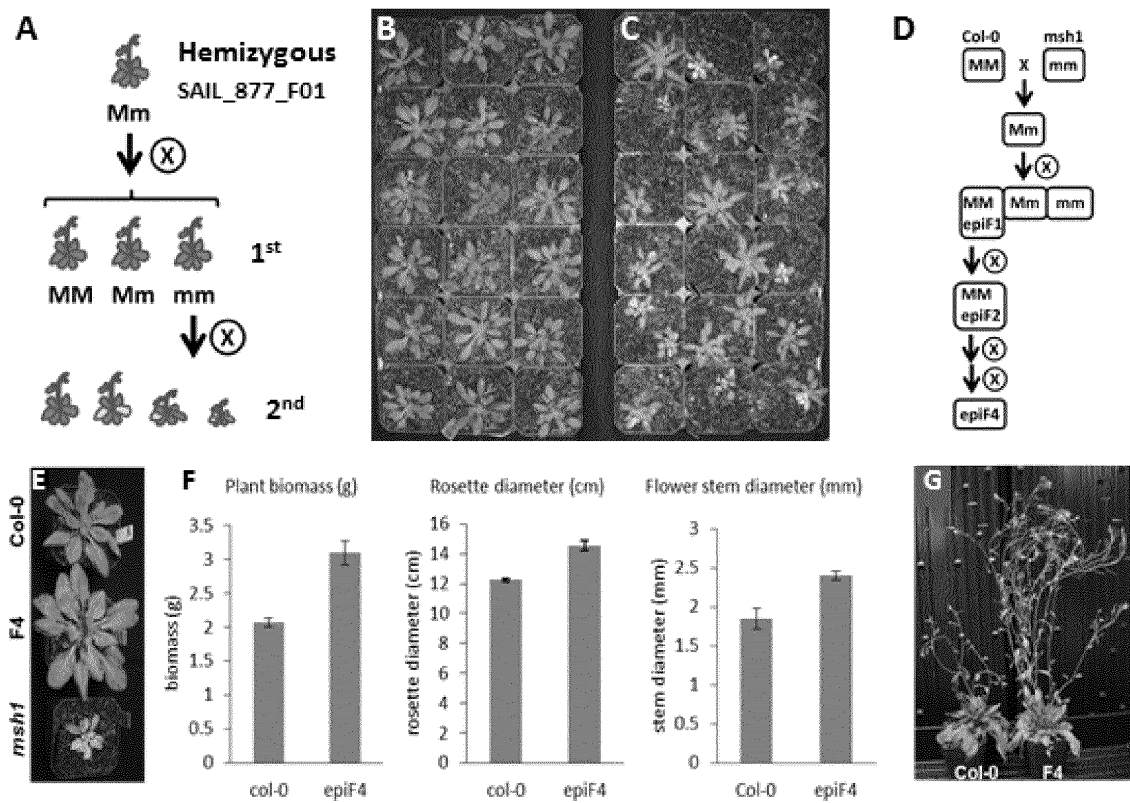 A
Hemizygous
SAIL_877_F01
Mm
X
1st
MM Mm mm
X
2nd
B
C
D
Col-0 msh1
MM X mm
Mm
X
MM Mm mm
epiF1
X
MM
epiF2
X
X
epiF4
E
Col-0
F4
msh1
F
Plant biomass (g)
biomass (g)
3.5
3
2.5
2
1.5
1
0.5
0
col-0 epiF4
Rosette diameter (cm)
rosette diameter (cm)
16
14
12
10
8
6
4
2
0
col-0 epiF4
Flower stem diameter (mm)
stem diameter (mm)
3
2.5
2
1.5
1
0.5
0
Col-0 epiF4
G
Col-0 F4